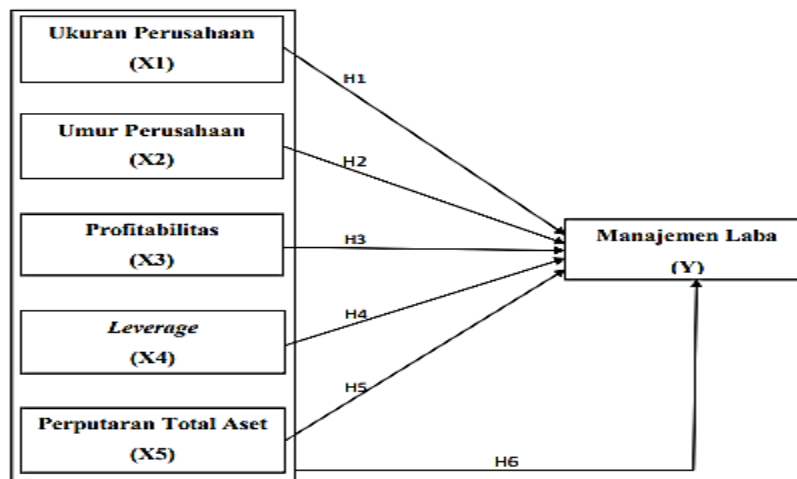 Ukuran Perusahaan
(X1)
H1
Umur Perusahaan
(X2)
H2
Profitabilitas
(X3)
H3
Manajemen Laba
(Y)
Leverage
(X4)
H4
H5
Perputaran Total Aset
(X5)
H6